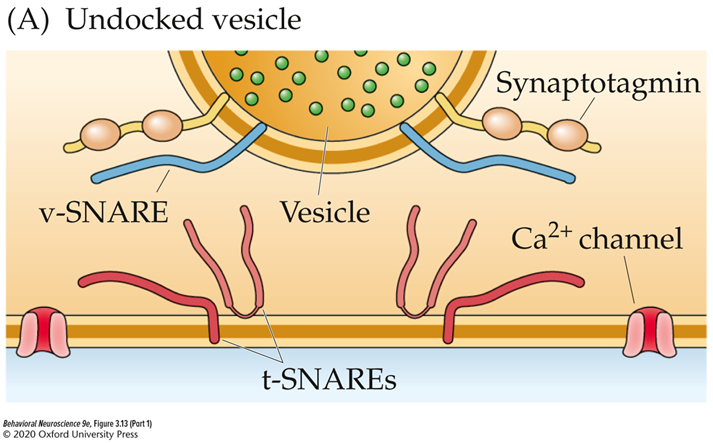 (A) Undocked vesicle
Synaptotagmin
v-SNARE
Vesicle
Ca²⁺ channel
t-SNAREs
Behavioral Neuroscience 9e, Figure 3.13 (Part 1)
© 2020 Oxford University Press